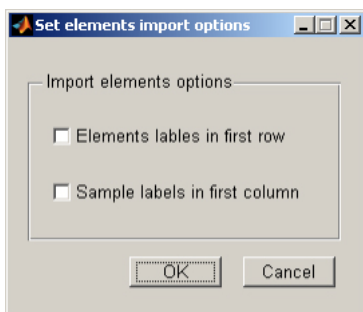 Set elements import options
Import elements options
Elements lables in first row
Sample labels in first column
OK Cancel